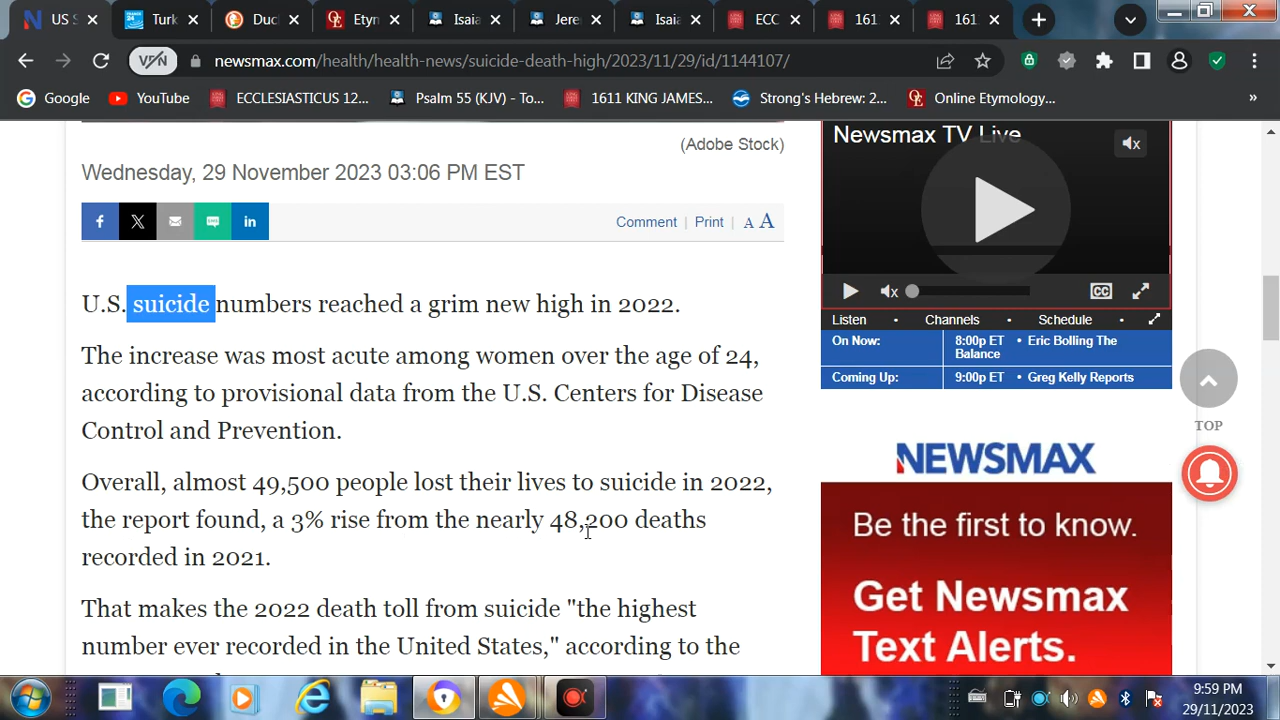 US S
Turk
Duc
Etyn
Isaia
Jere
Isaia
ECC
161
161
VPN
newsmax.com/health/health-news/suicide-death-high/2023/11/29/id/1144107/
Google
YouTube
ECCLESIASTICUS 12...
Psalm 55 (KJV) - To...
1611 KING JAMES...
Strong's Hebrew: 2...
Online Etymology...
»
(Adobe Stock)
Wednesday, 29 November 2023 03:06 PM EST
Comment | Print | A A
U.S. suicide numbers reached a grim new high in 2022.
The increase was most acute among women over the age of 24,
according to provisional data from the U.S. Centers for Disease
Control and Prevention.
Overall, almost 49,500 people lost their lives to suicide in 2022,
the report found, a 3% rise from the nearly 48,200 deaths
recorded in 2021.
That makes the 2022 death toll from suicide "the highest
number ever recorded in the United States," according to the
Newsmax TV Live
CC
Listen • Channels • Schedule •
On Now: 8:00p ET • Eric Bolling The
Balance
Coming Up: 9:00p ET • Greg Kelly Reports
TOP
NEWSMAX
Be the first to know.
Get Newsmax
Text Alerts.
9:59 PM
29/11/2023